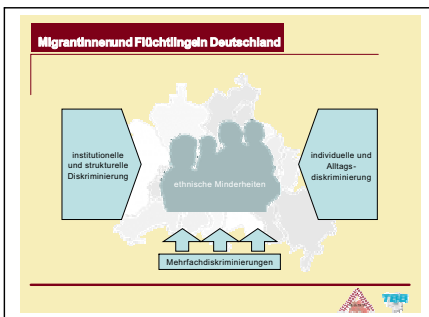 MigrantInnenund Flüchtlingein Deutschland
institutionelle
und strukturelle
Diskriminierung
individuelle und
Alltags-
diskriminierung
ethnische Minderheiten
Mehrfachdiskriminierungen
TBB